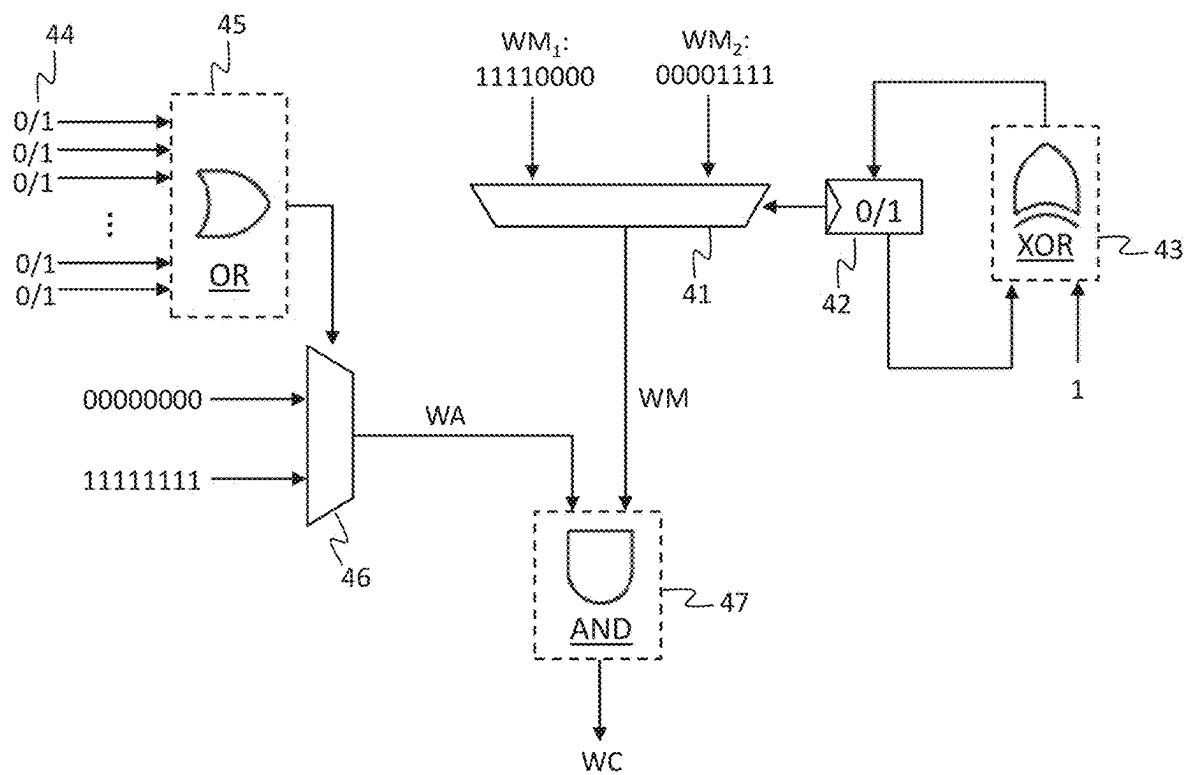 44
45
WM₁:
11110000
WM₂:
00001111
0/1
0/1
0/1
...
0/1
0/1
OR
0/1
XOR
41
42
43
1
00000000
11111111
WA
WM
46
AND
47
WC